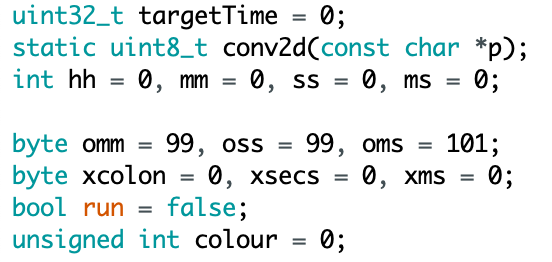 uint32_t targetTime = 0;
static uint8_t conv2d(const char *p);
int hh = 0, mm = 0, ss = 0, ms = 0;
byte omm = 99, oss = 99, oms = 101;
byte xcolon = 0, xsecs = 0, xms = 0;
bool run = false;
unsigned int colour = 0;